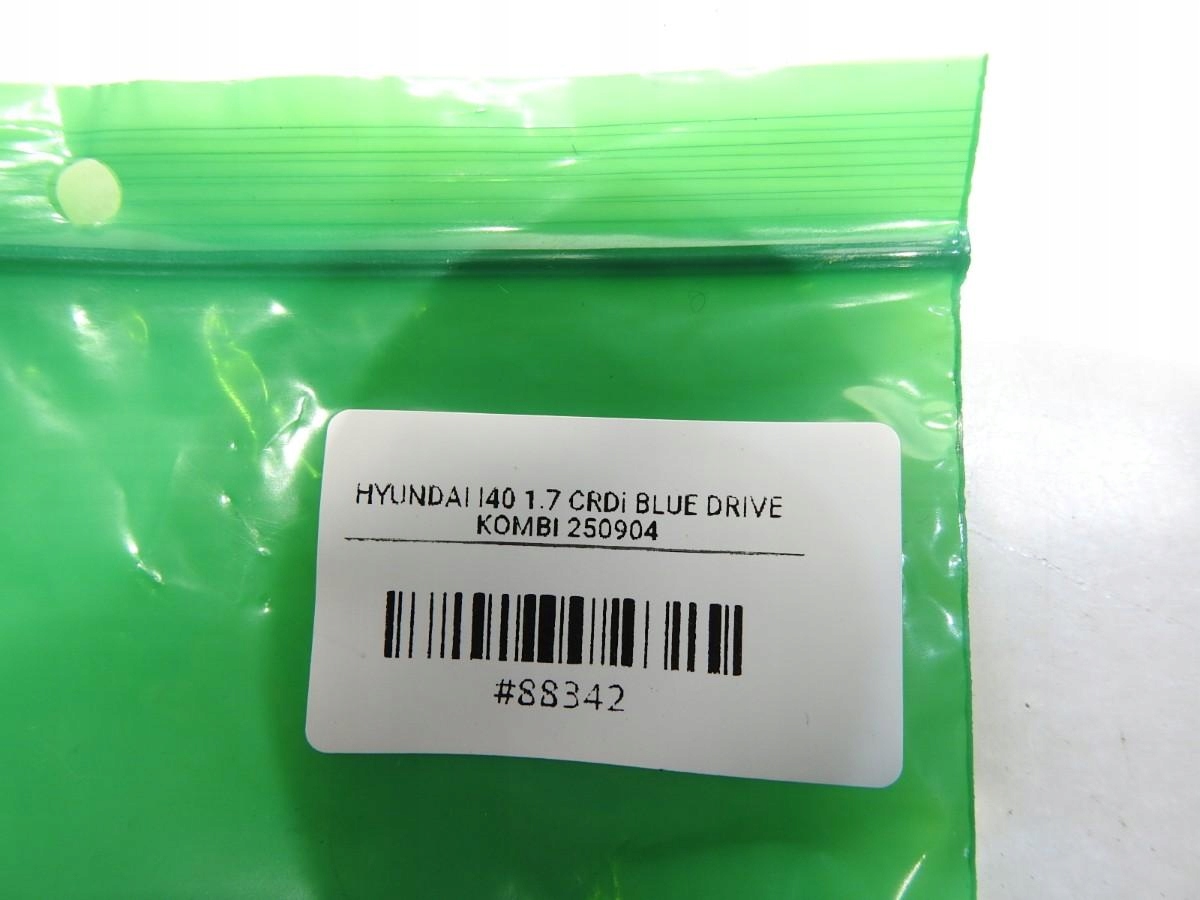 HYUNDAI I40 1.7 CRDi BLUE DRIVE
KOMBI 250904
#88342